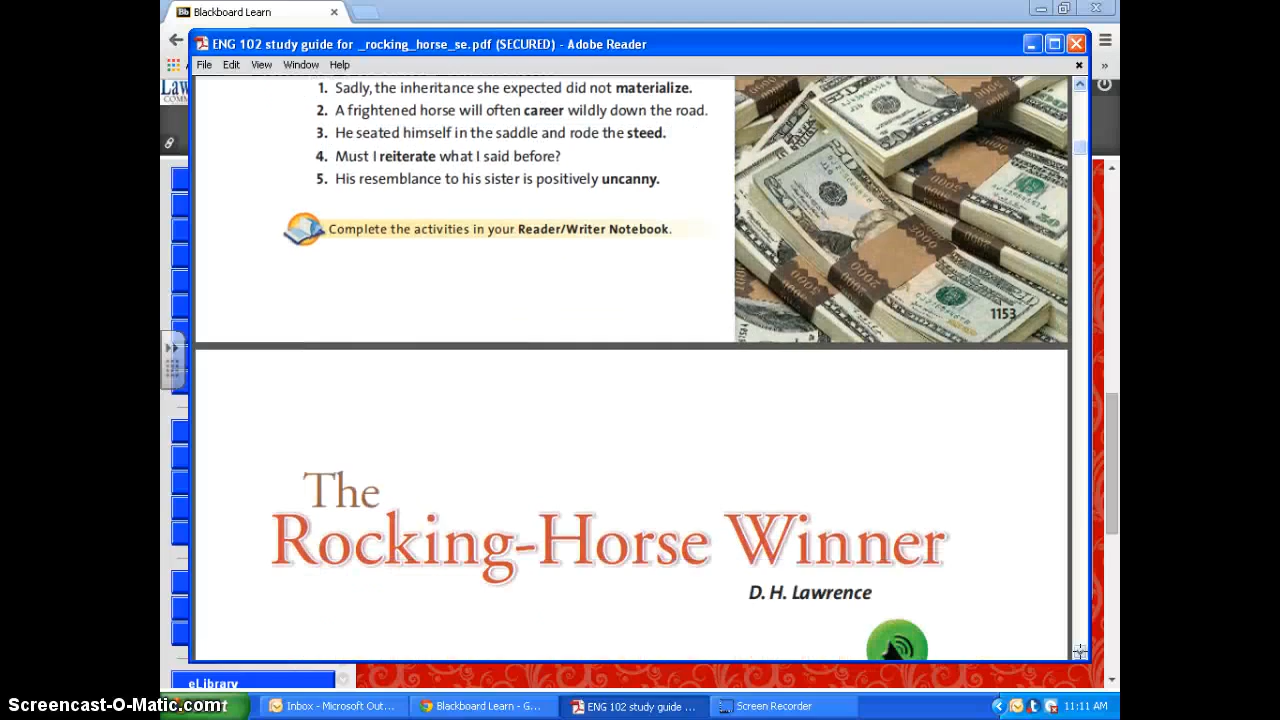 Blackboard Learn
ENG 102 study guide for _rocking_horse_se.pdf (SECURED) - Adobe Reader
File Edit View Window Help
1. Sadly, the inheritance she expected did not materialize.
2. A frightened horse will often career wildly down the road.
3. He seated himself in the saddle and rode the steed.
4. Must I reiterate what I said before?
5. His resemblance to his sister is positively uncanny.
Complete the activities in your Reader/Writer Notebook.
1153
The
Rocking-Horse Winner
D. H. Lawrence
eLibrary
Screencast-O-Matic.com
Inbox - Microsoft Out...
Blackboard Learn - G...
ENG 102 study guide ...
Screen Recorder
11:11 AM